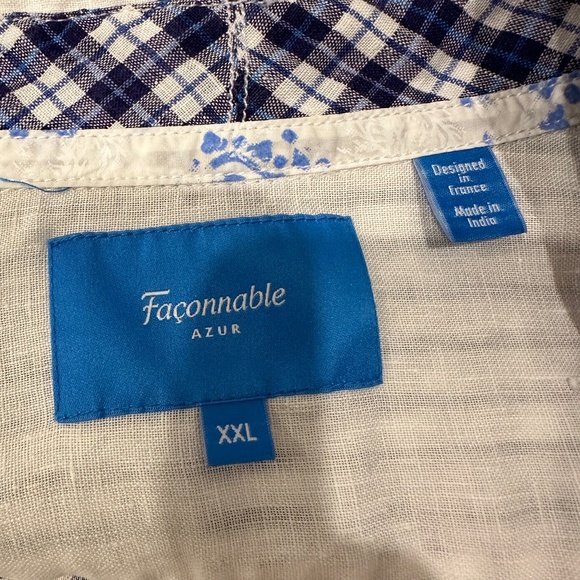 Designed
in
France
Made in
India
Façonnable
AZUR
XXL